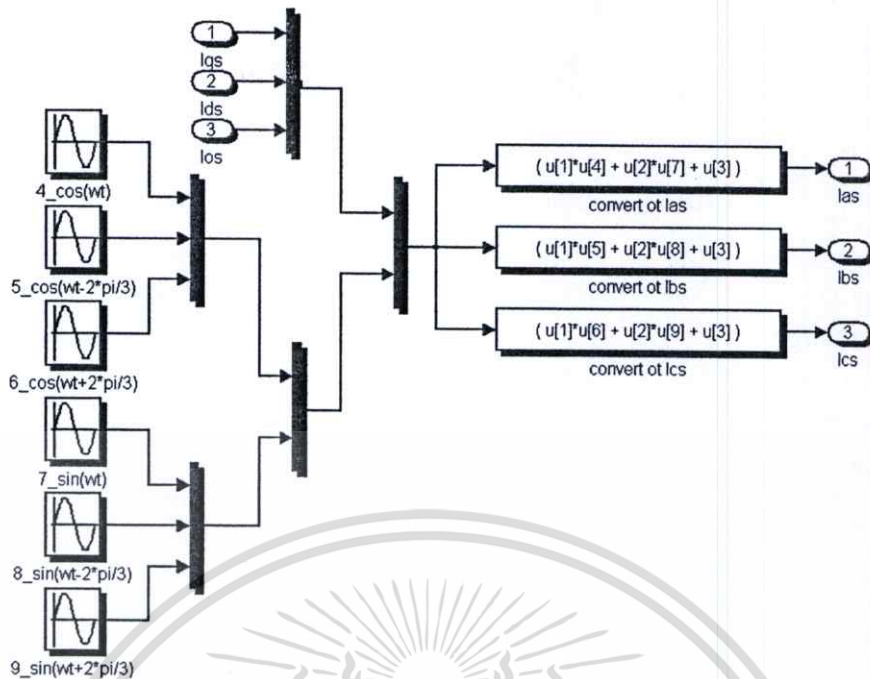 1
Iqs
2
Ids
3
Ios
4_cos(wt)
5_cos(wt-2*pi/3)
6_cos(wt+2*pi/3)
7_sin(wt)
8_sin(wt-2*pi/3)
9_sin(wt+2*pi/3)
( u[1]*u[4] + u[2]*u[7] + u[3] )
convert ot Ias
1
Ias
( u[1]*u[5] + u[2]*u[8] + u[3] )
convert ot Ibs
2
Ibs
( u[1]*u[6] + u[2]*u[9] + u[3] )
convert ot Ics
3
Ics